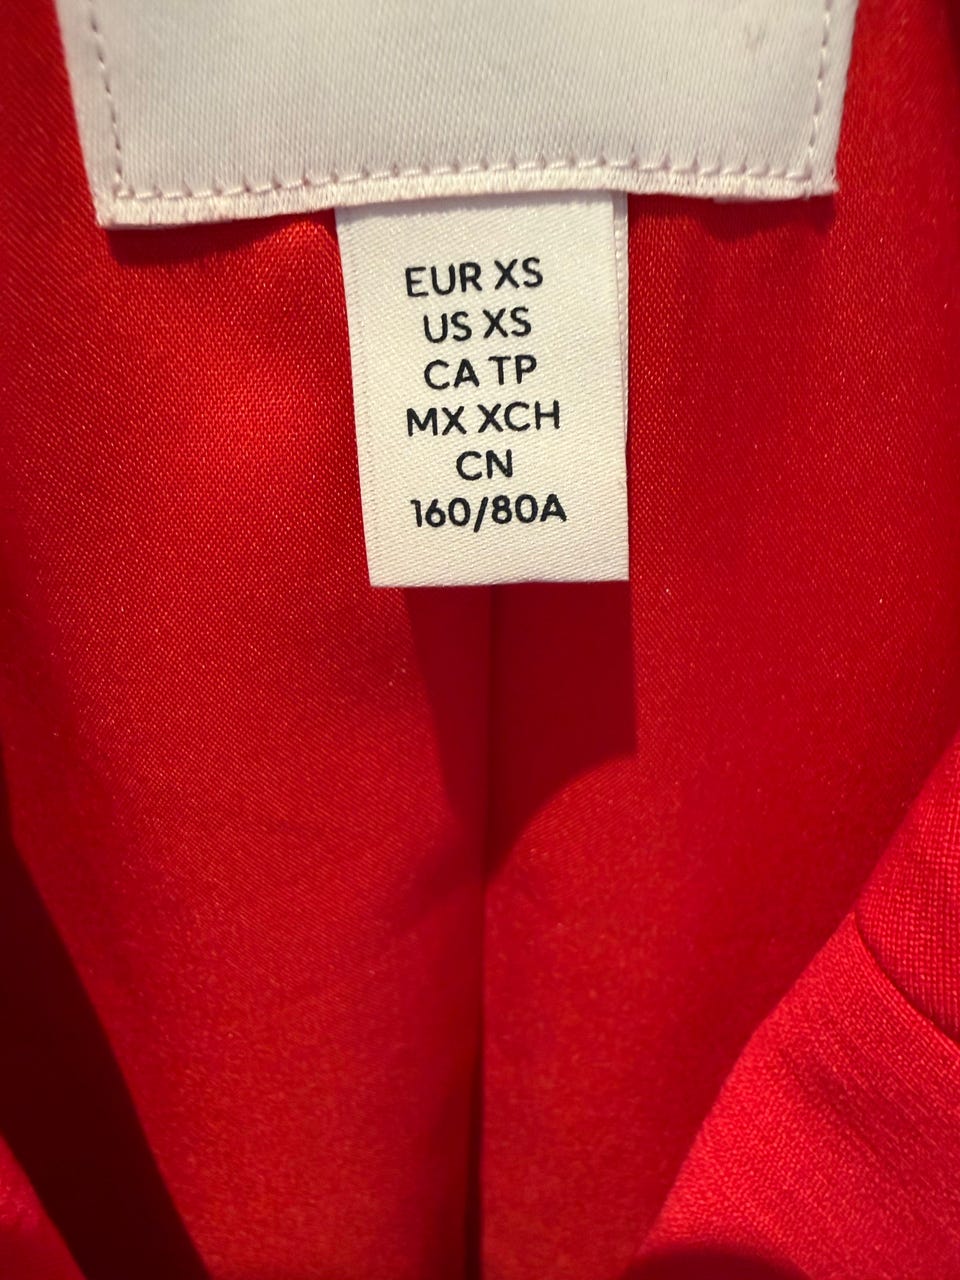 EUR XS
US XS
CA TP
MX XCH
CN
160/80A